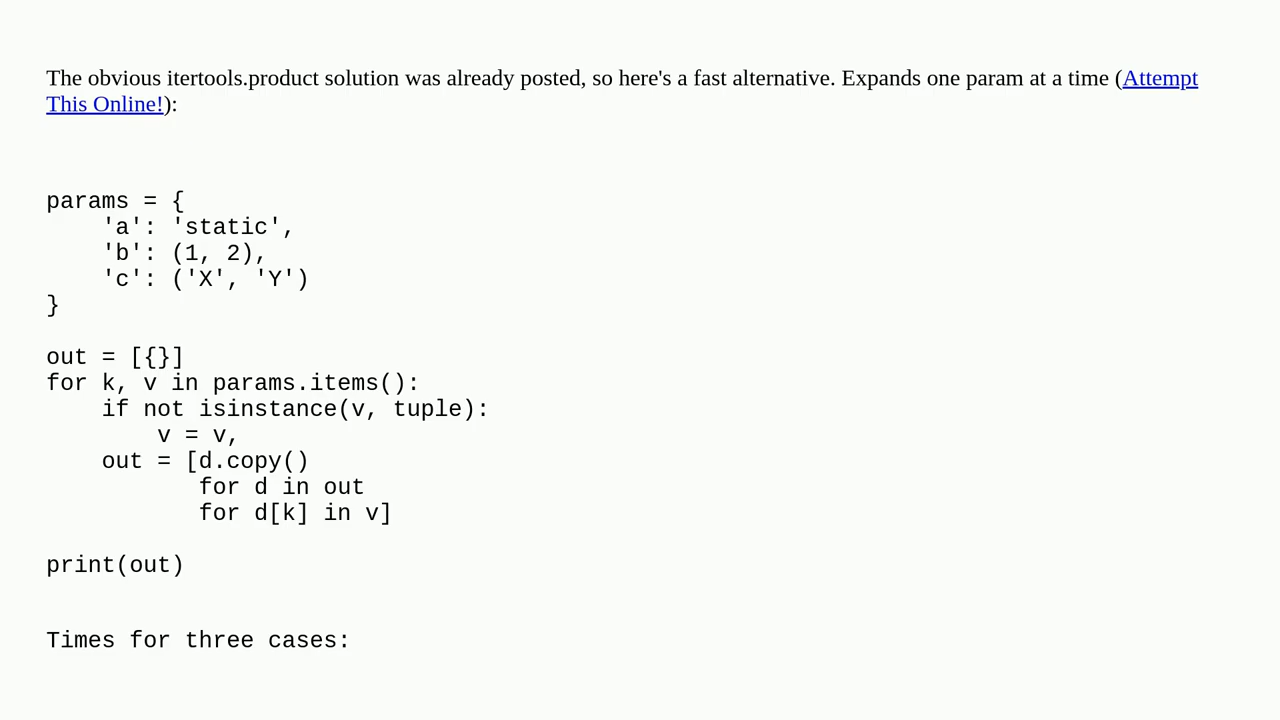 The obvious itertools.product solution was already posted, so here's a fast alternative. Expands one param at a time (Attempt
This Online!):
params = {
    'a': 'static',
    'b': (1, 2),
    'c': ('X', 'Y')
}
out = [{}]
for k, v in params.items():
    if not isinstance(v, tuple):
        v = v,
    out = [d.copy()
           for d in out
           for d[k] in v]
print(out)
Times for three cases: